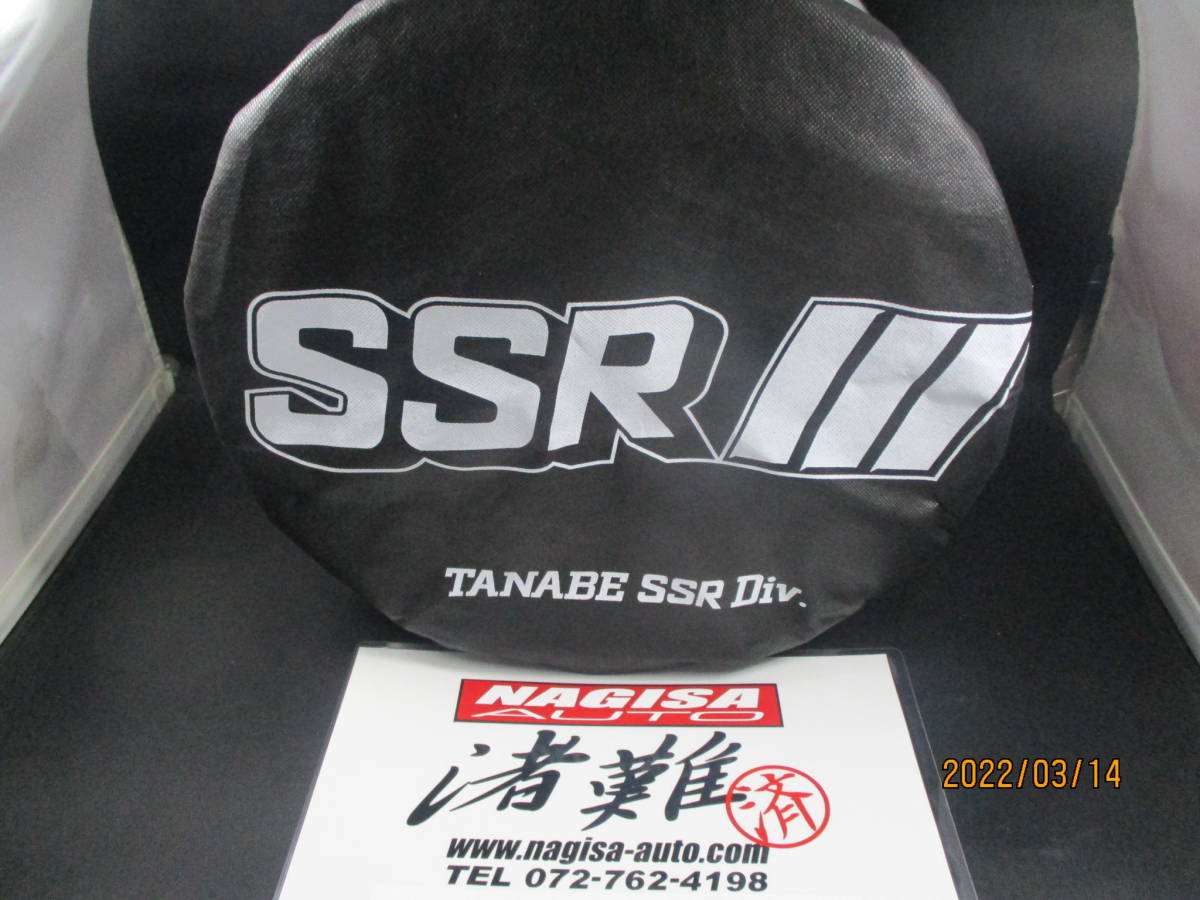 SSR
TANABE SSR Div.
NAGISA
AUTO
渚難
済
www.nagisa-auto.com
TEL 072-762-4198
2022/03/14